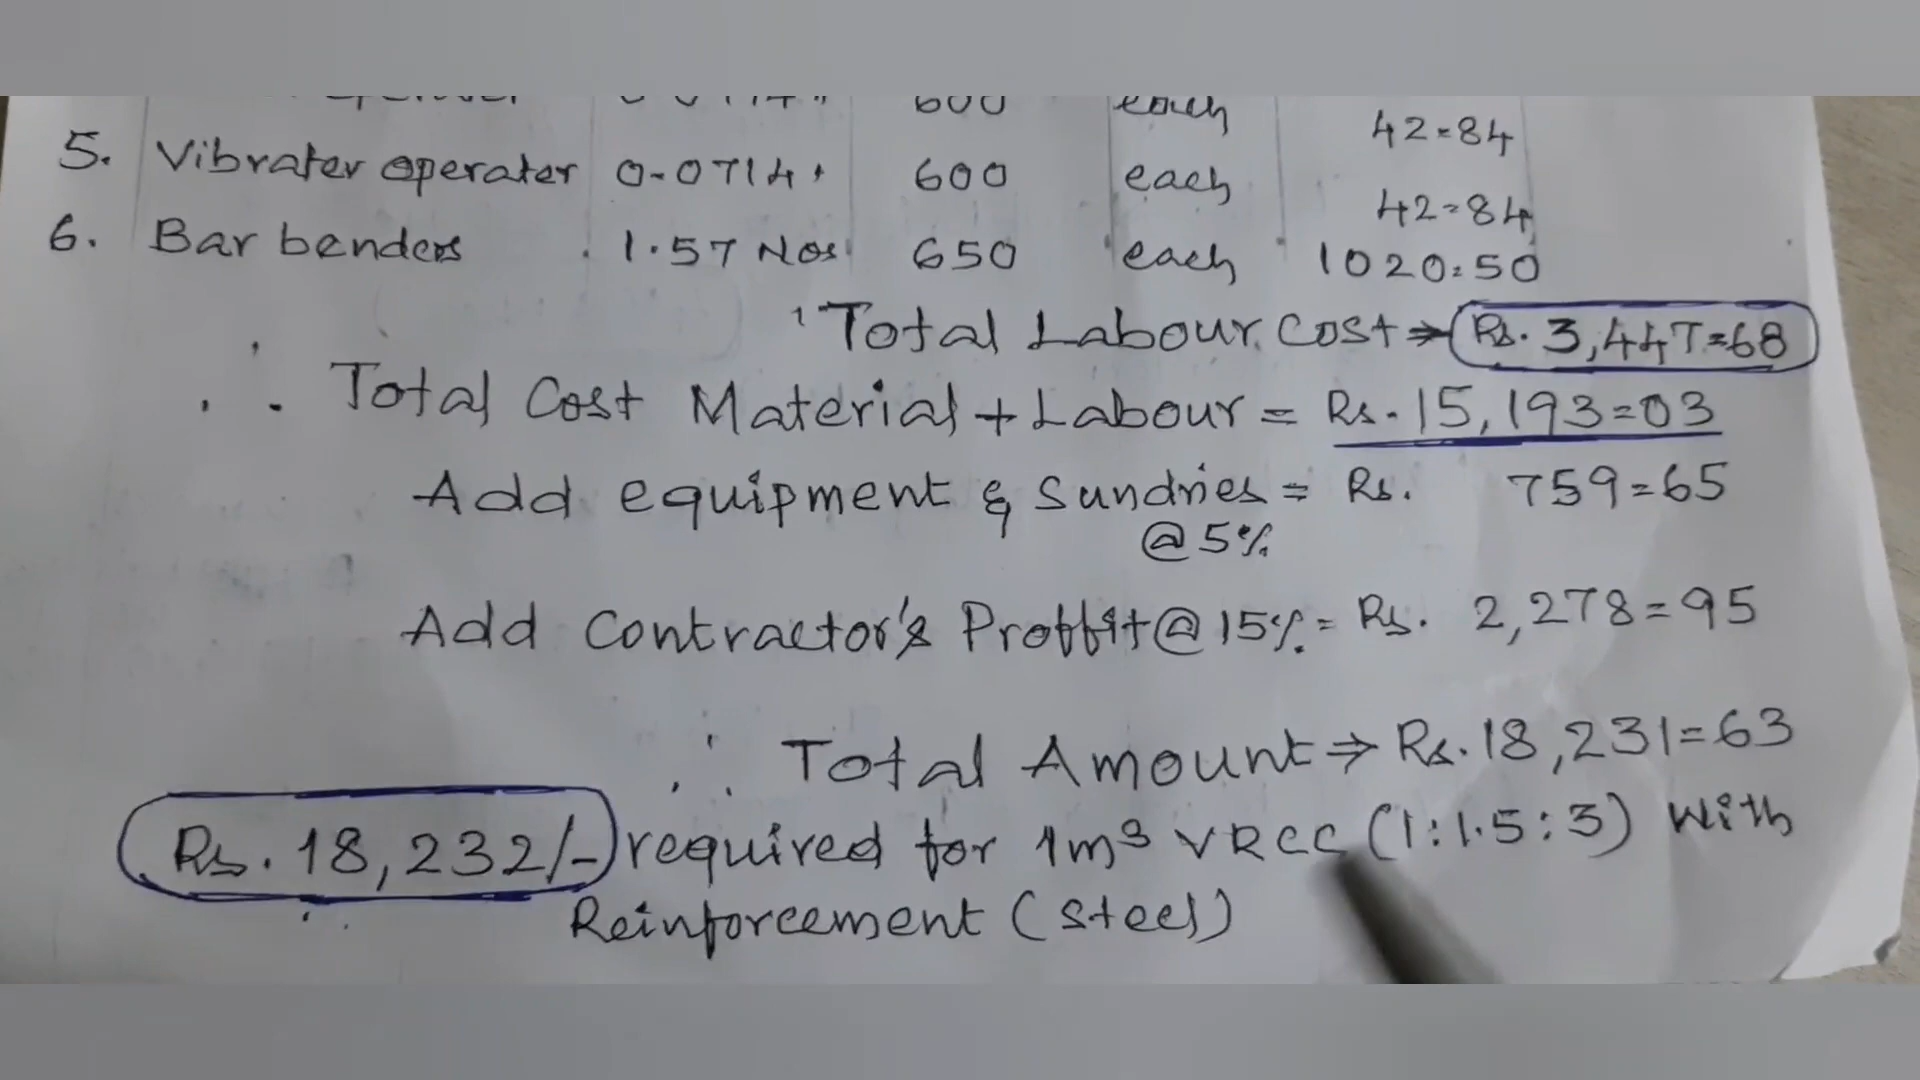 600 each 42=84
5. Vibrater operater 0.0714 " 600 each 42=84
6. Bar benders 1.57 Nos. 650 each 1020=50
Total Labour Cost → Rs. 3,447=68
∴ Total Cost Material + Labour = Rs. 15,193=03
Add equipment & Sundries = Rs. 759=65
@ 5%
Add Contractor's Proffit @ 15% = Rs. 2,278=95
∴ Total Amount ⇒ Rs. 18,231=63
Rs. 18,232/- required for 1m³ VRCC (1:1.5:3) With
Reinforcement (Steel)